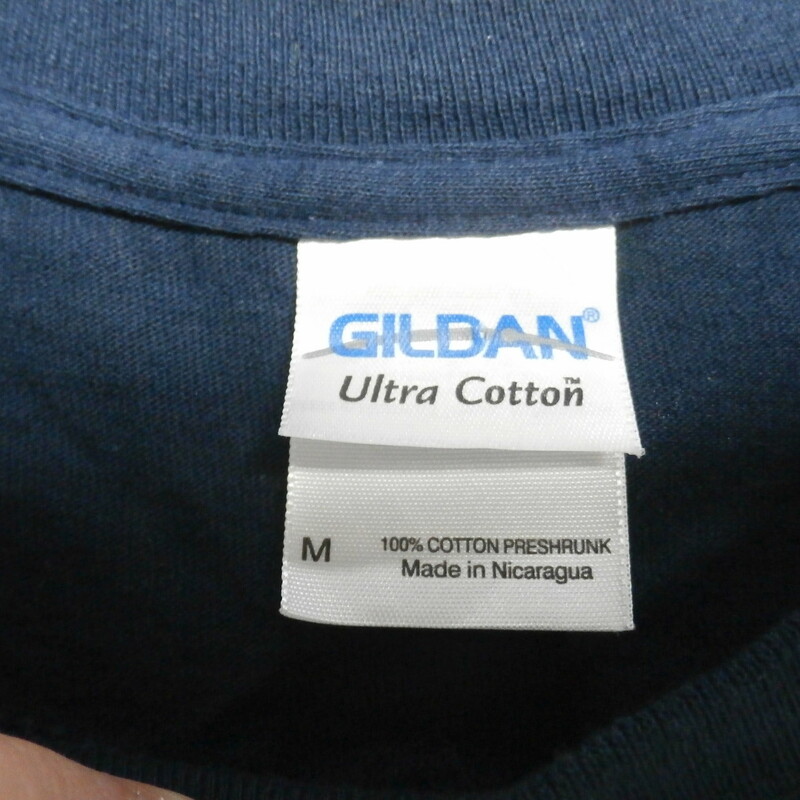 GILDAN®
Ultra Cotton™
M 100% COTTON PRESHRUNK
Made in Nicaragua